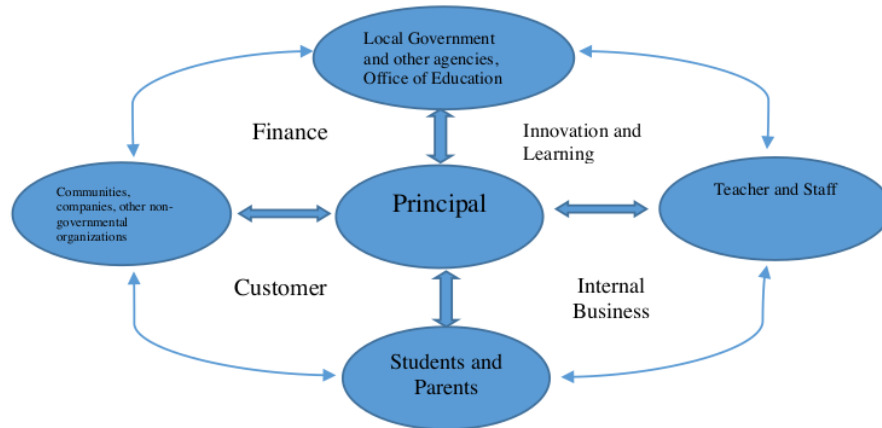 Local Government
and other agencies,
Office of Education
Finance
Innovation and
Learning
Communities,
companies, other non-
governmental
organizations
Principal
Teacher and Staff
Customer
Internal
Business
Students and
Parents